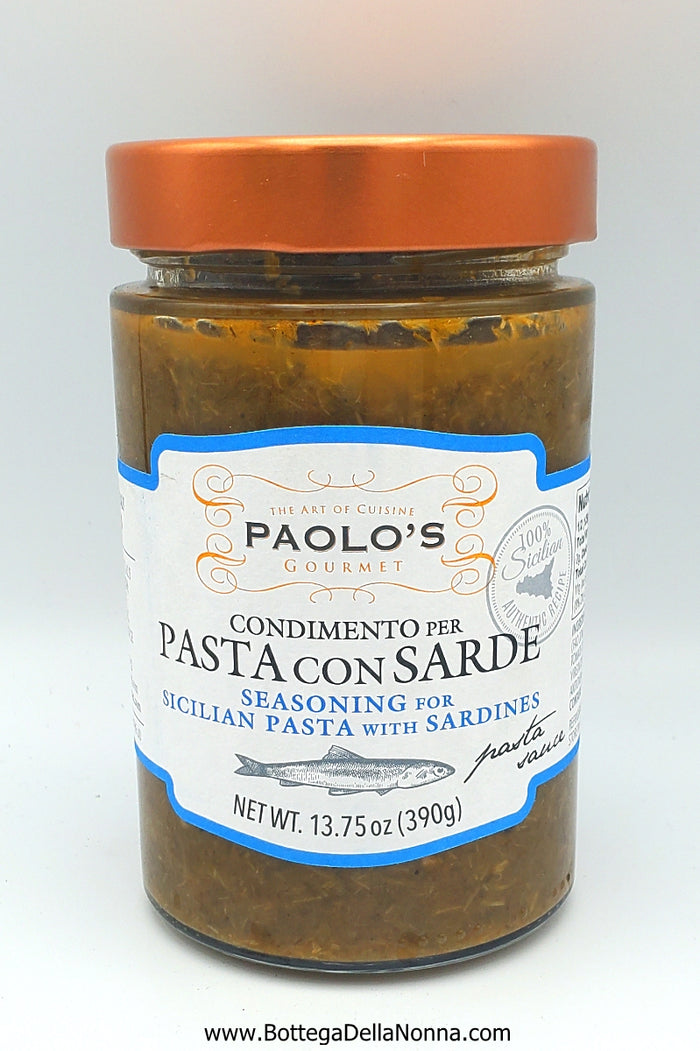 THE ART OF CUISINE
PAOLO'S
GOURMET
100%
Sicilian
AUTHENTIC RECIPE
CONDIMENTO PER
PASTA CON SARDE
SEASONING FOR
SICILIAN PASTA WITH SARDINES
pasta
sauce
NET WT. 13.75 oz (390g)
www.BottegaDellaNonna.com